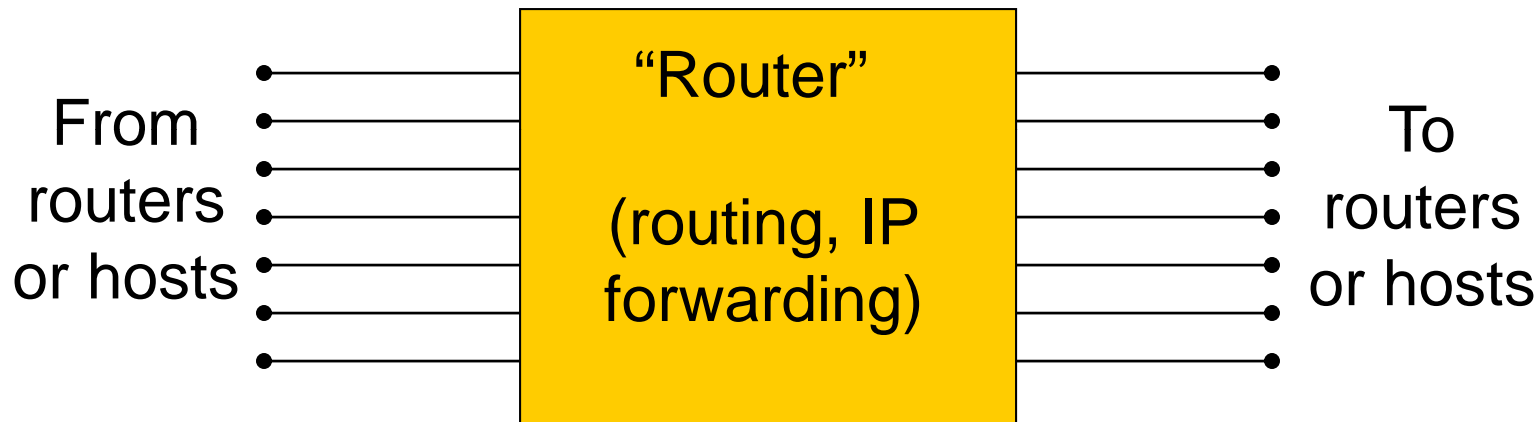 From
routers
or hosts
“Router”
(routing, IP
forwarding)
To
routers
or hosts